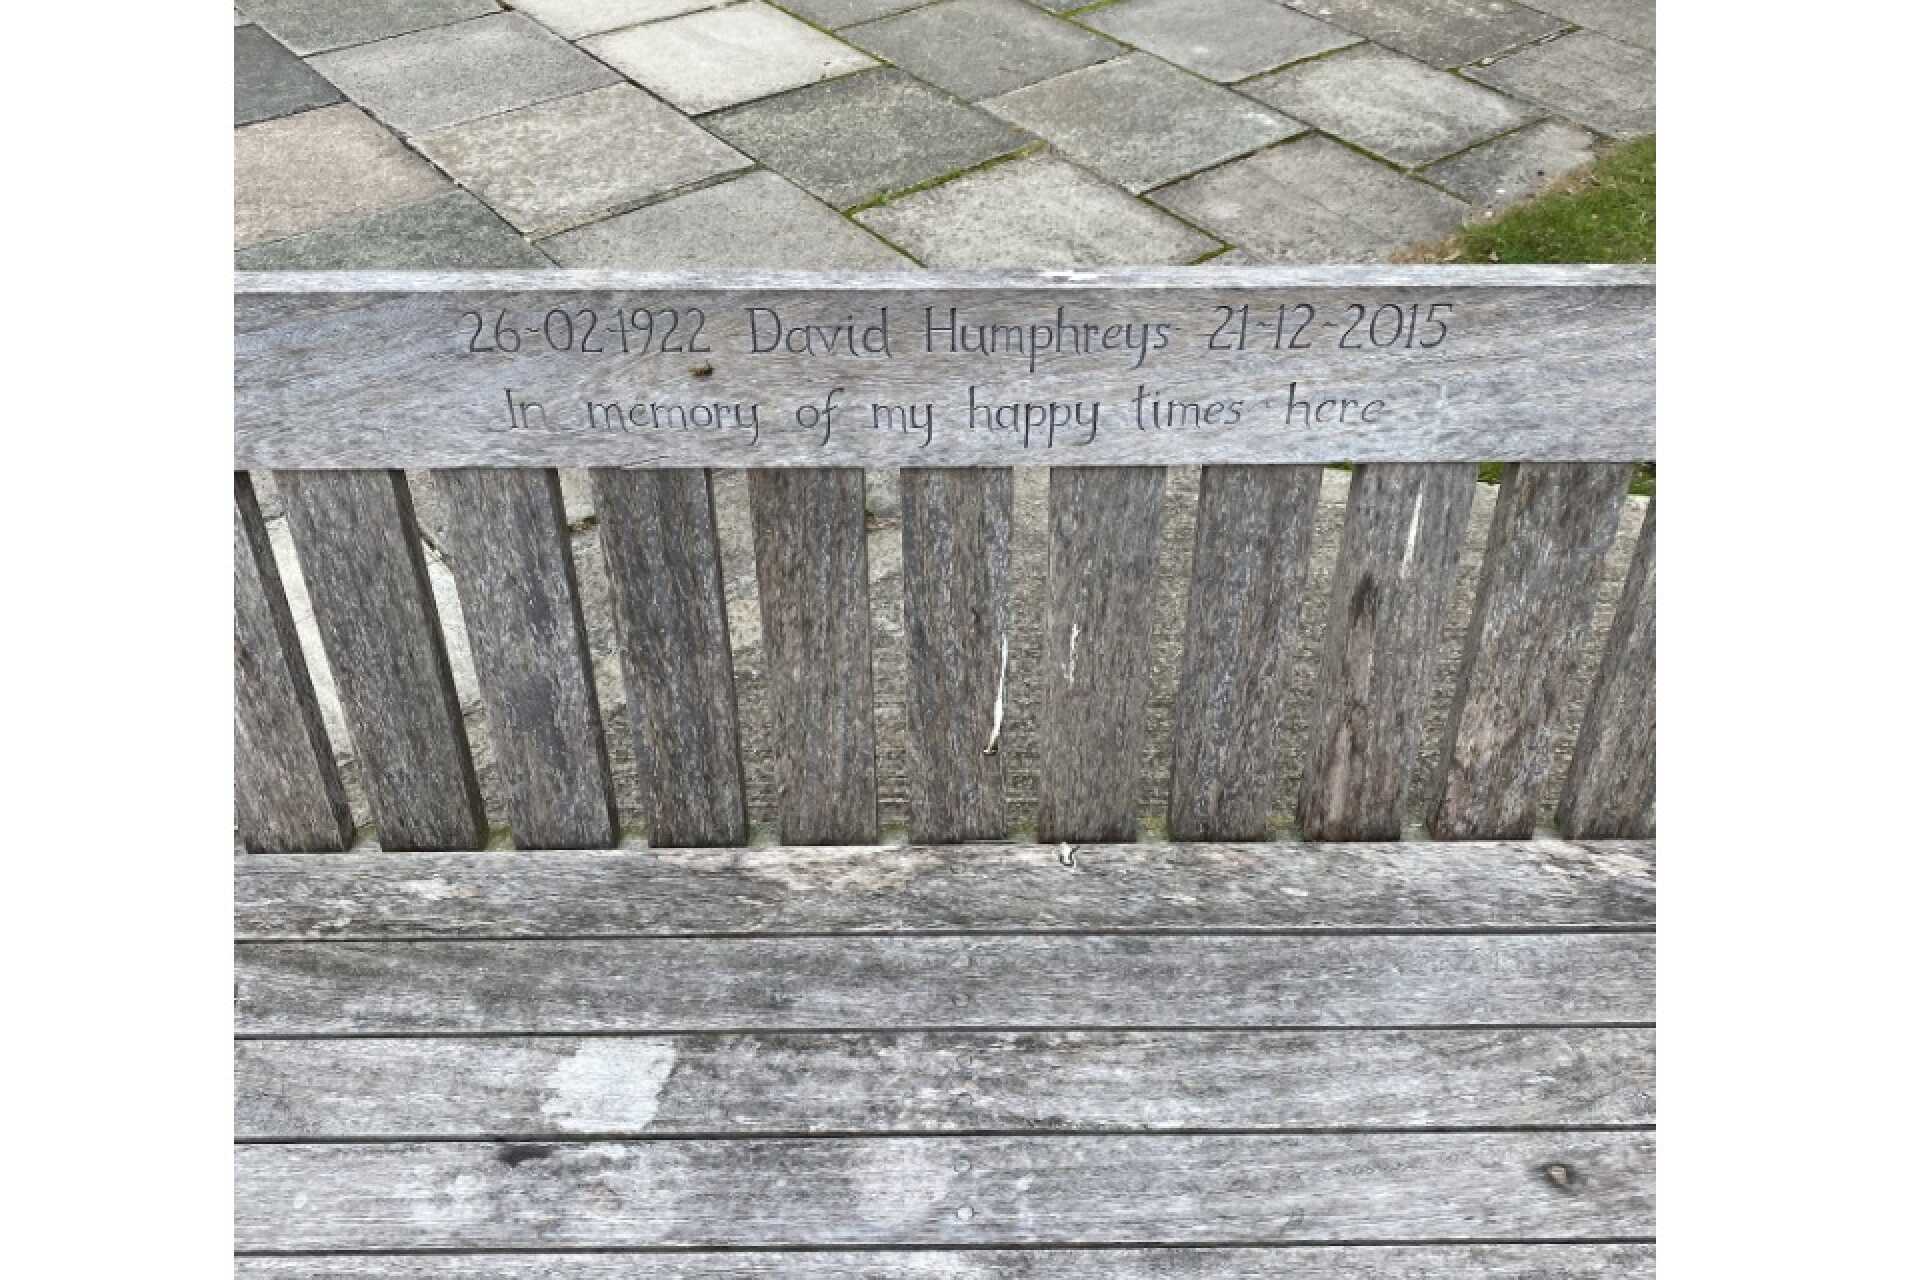 26-02-1922 David Humphreys 21-12-2015
In memory of my happy times here